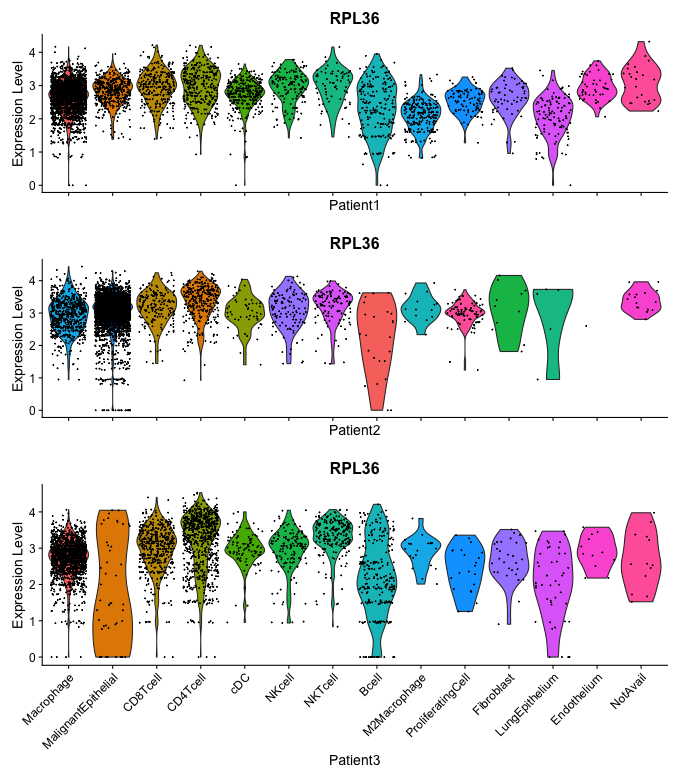 RPL36
Expression Level
4
3
2
1
0
Patient1
RPL36
Expression Level
4
3
2
1
0
Patient2
RPL36
Expression Level
4
3
2
1
0
Macrophage
MalignantEpithelial
CD8Tcell
CD4Tcell
cDC
NKcell
NKTcell
Bcell
M2Macrophage
ProliferatingCell
Fibroblast
LungEpithelium
Endothelium
NotAvail
Patient3